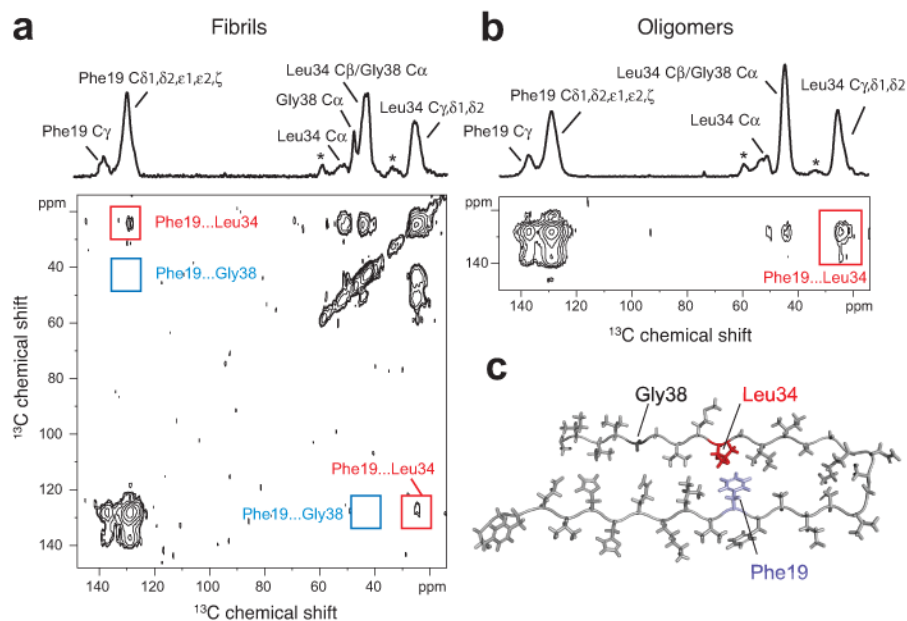 a
Fibrils
Phe19 Cδ1,δ2,ε1,ε2,ζ
Leu34 Cβ/Gly38 Cα
Gly38 Cα
Leu34 Cγ,δ1,δ2
Phe19 Cγ
Leu34 Cα
*
*
ppm
Phe19...Leu34
Phe19...Gly38
40
60
80
100
120
140
13C chemical shift
Phe19...Leu34
Phe19...Gly38
140 120 100 80 60 40 ppm
13C chemical shift
b
Oligomers
Leu34 Cβ/Gly38 Cα
Phe19 Cδ1,δ2,ε1,ε2,ζ
Leu34 Cγ,δ1,δ2
Leu34 Cα
Phe19 Cγ
*
*
ppm
140
Phe19...Leu34
140 120 100 80 60 40 ppm
13C chemical shift
c
Gly38
Leu34
Phe19